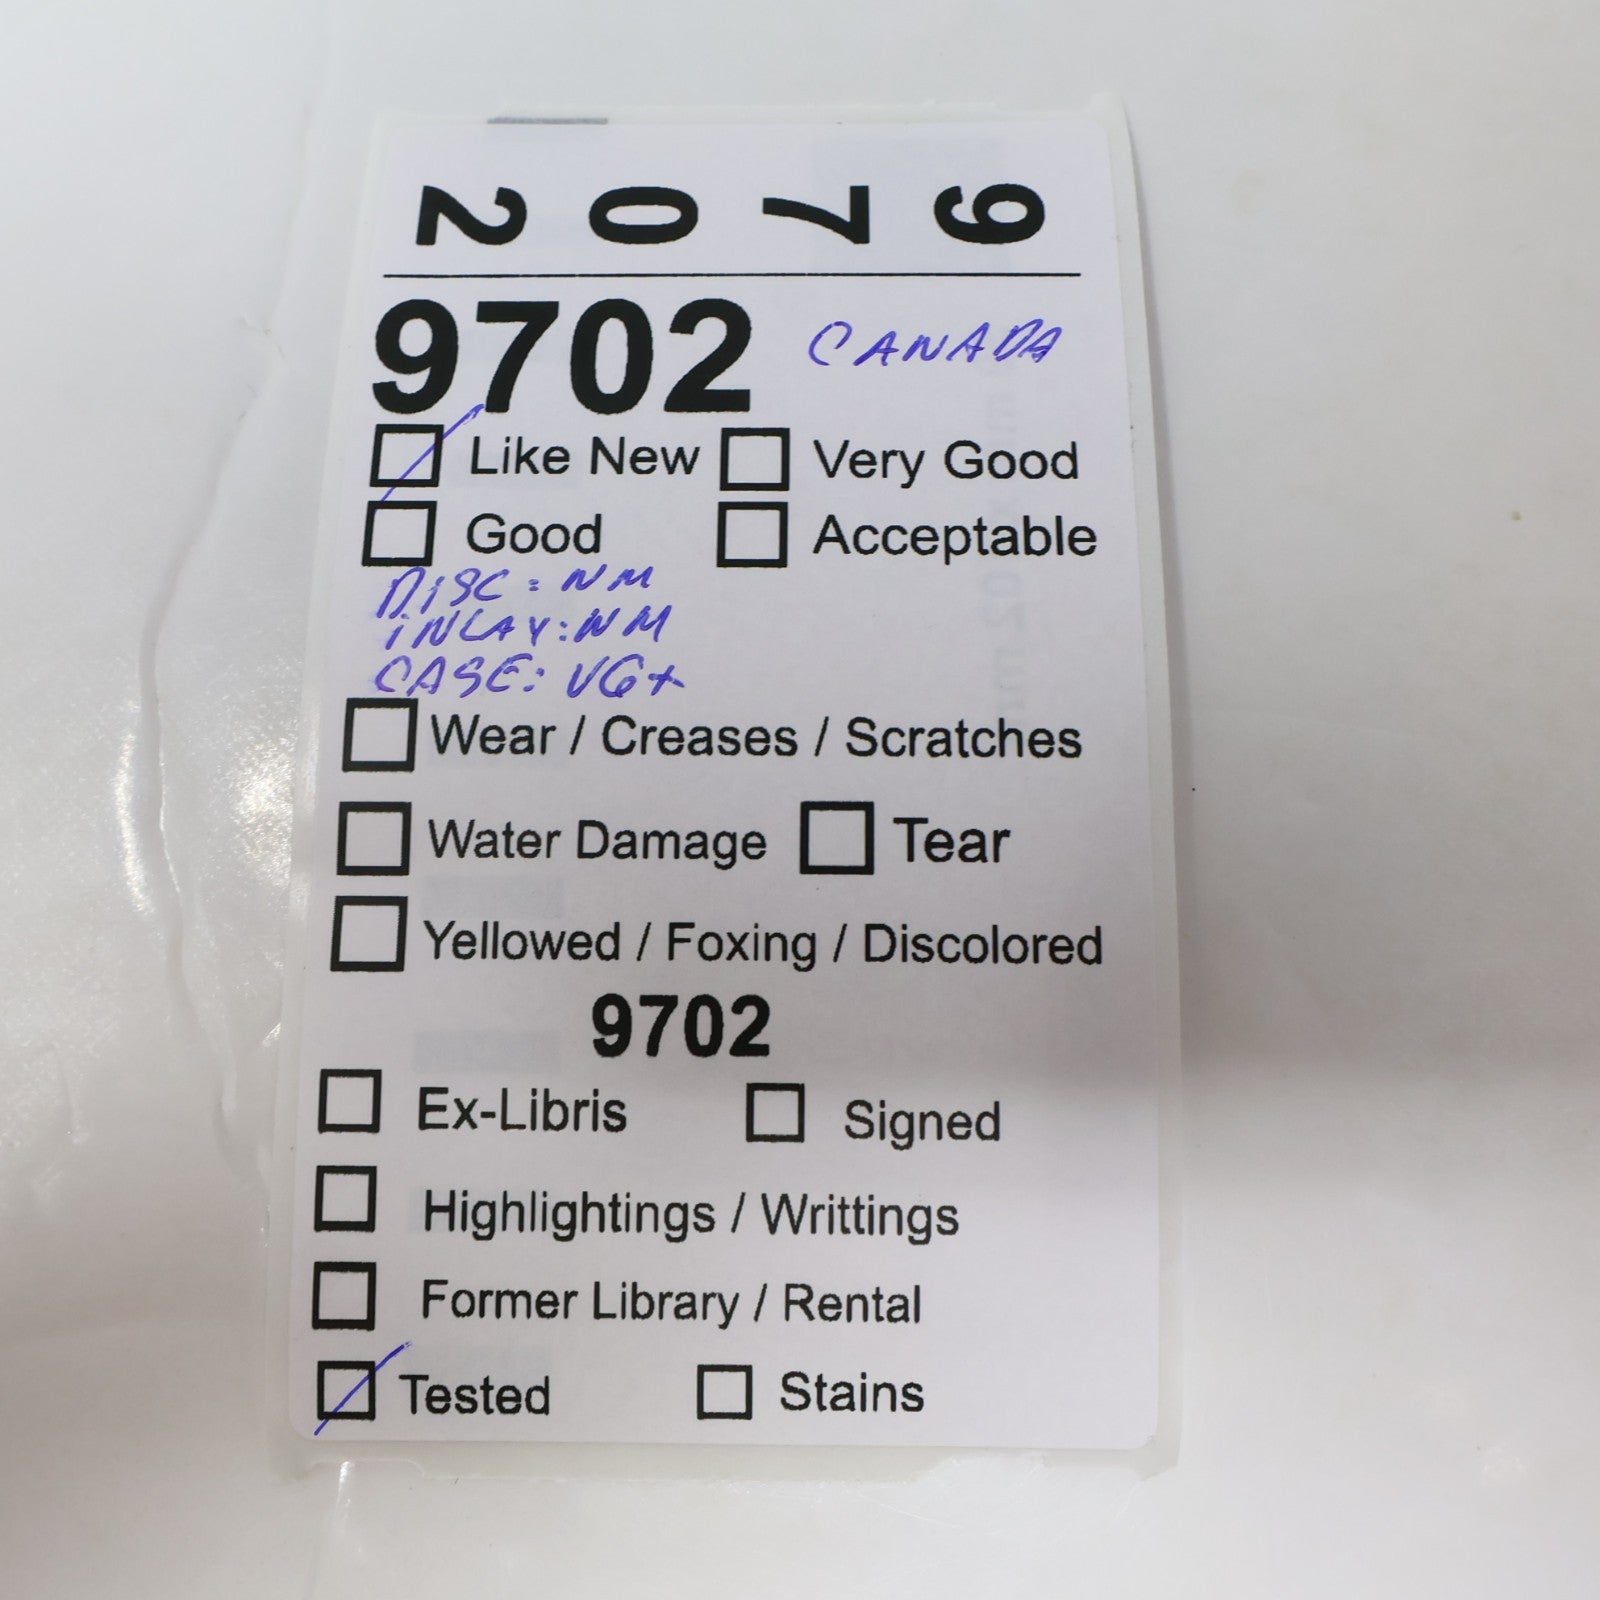 9702
9702 CANADA
Like New Very Good
Good Acceptable
DISC: NM
INLAY: NM
CASE: VG+
Wear / Creases / Scratches
Water Damage Tear
Yellowed / Foxing / Discolored
9702
Ex-Libris Signed
Highlightings / Writtings
Former Library / Rental
Tested Stains